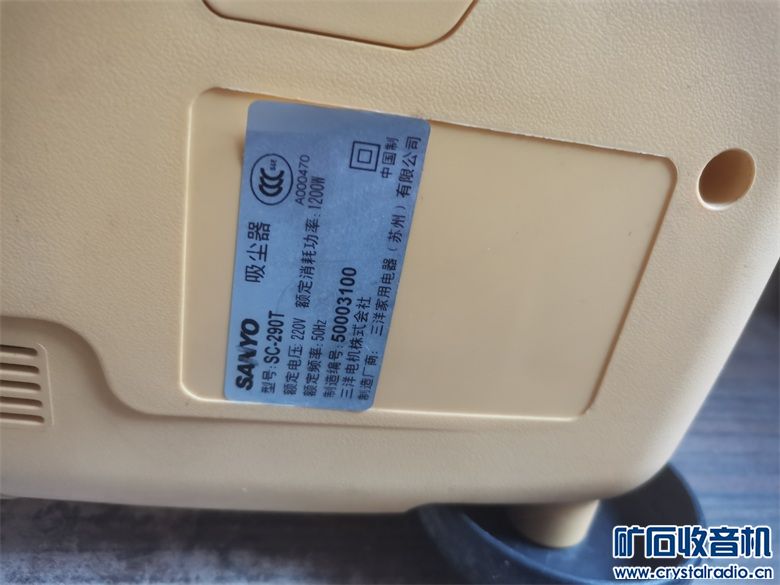 SANYO 吸尘器
型号: SC-290T
A000470
额定电压: 220V 额定消耗功率: 1200W
额定频率: 50Hz
制造编号: 50003100
三洋电机株式会社
中国制
制造厂商: 三洋家用电器（苏州）有限公司
矿石收音机
www.crystalradio.cn